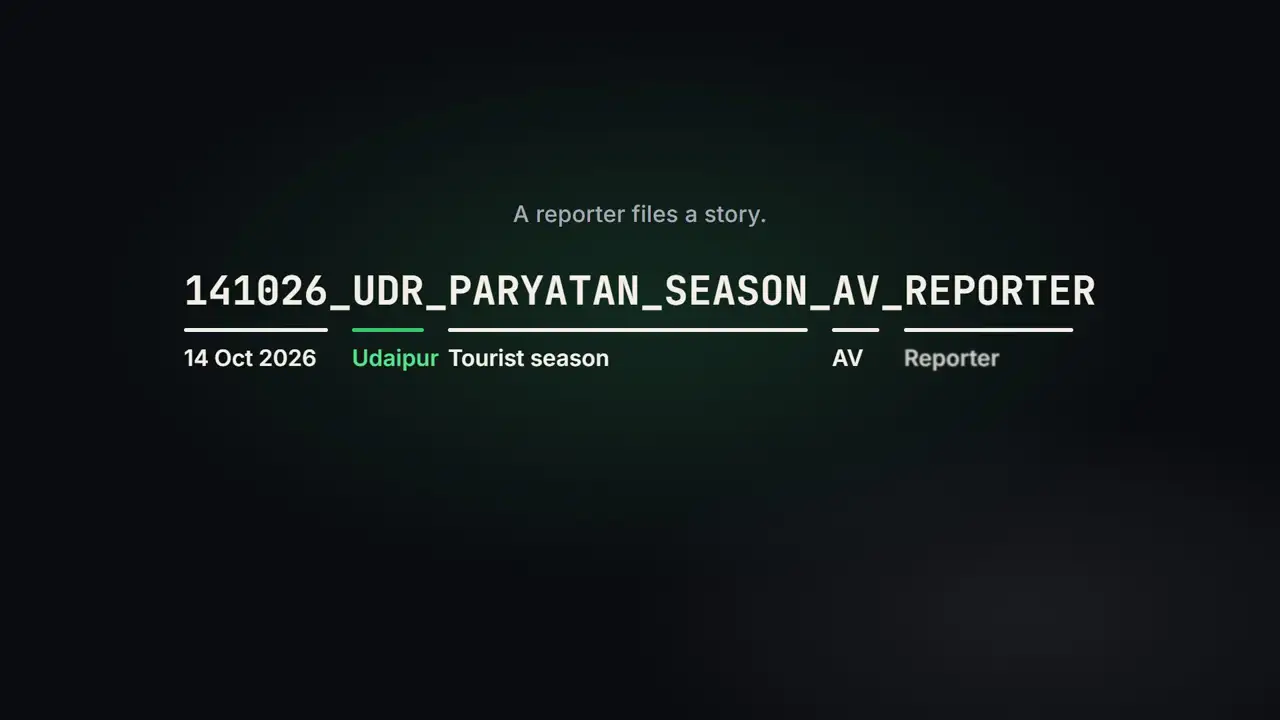 A reporter files a story.
141026_UDR_PARYATAN_SEASON_AV_REPORTER
14 Oct 2026 Udaipur Tourist season AV Reporter